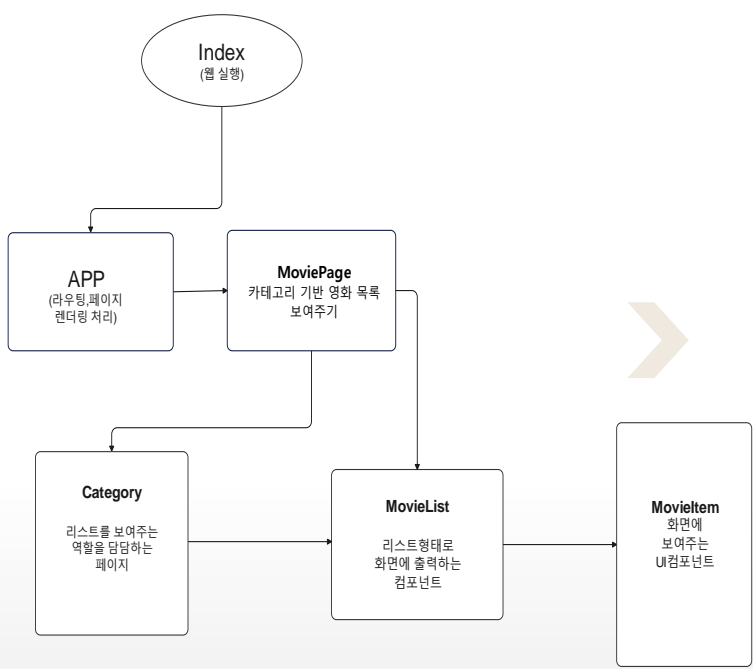 Index
(웹 실행)
APP
(라우팅,페이지
렌더링 처리)
MoviePage
카테고리 기반 영화 목록
보여주기
Category
리스트를 보여주는
역할을 담담하는
페이지
MovieList
리스트형태로
화면에 출력하는
컴포넌트
MovieItem
화면에
보여주는
UI컴포넌트